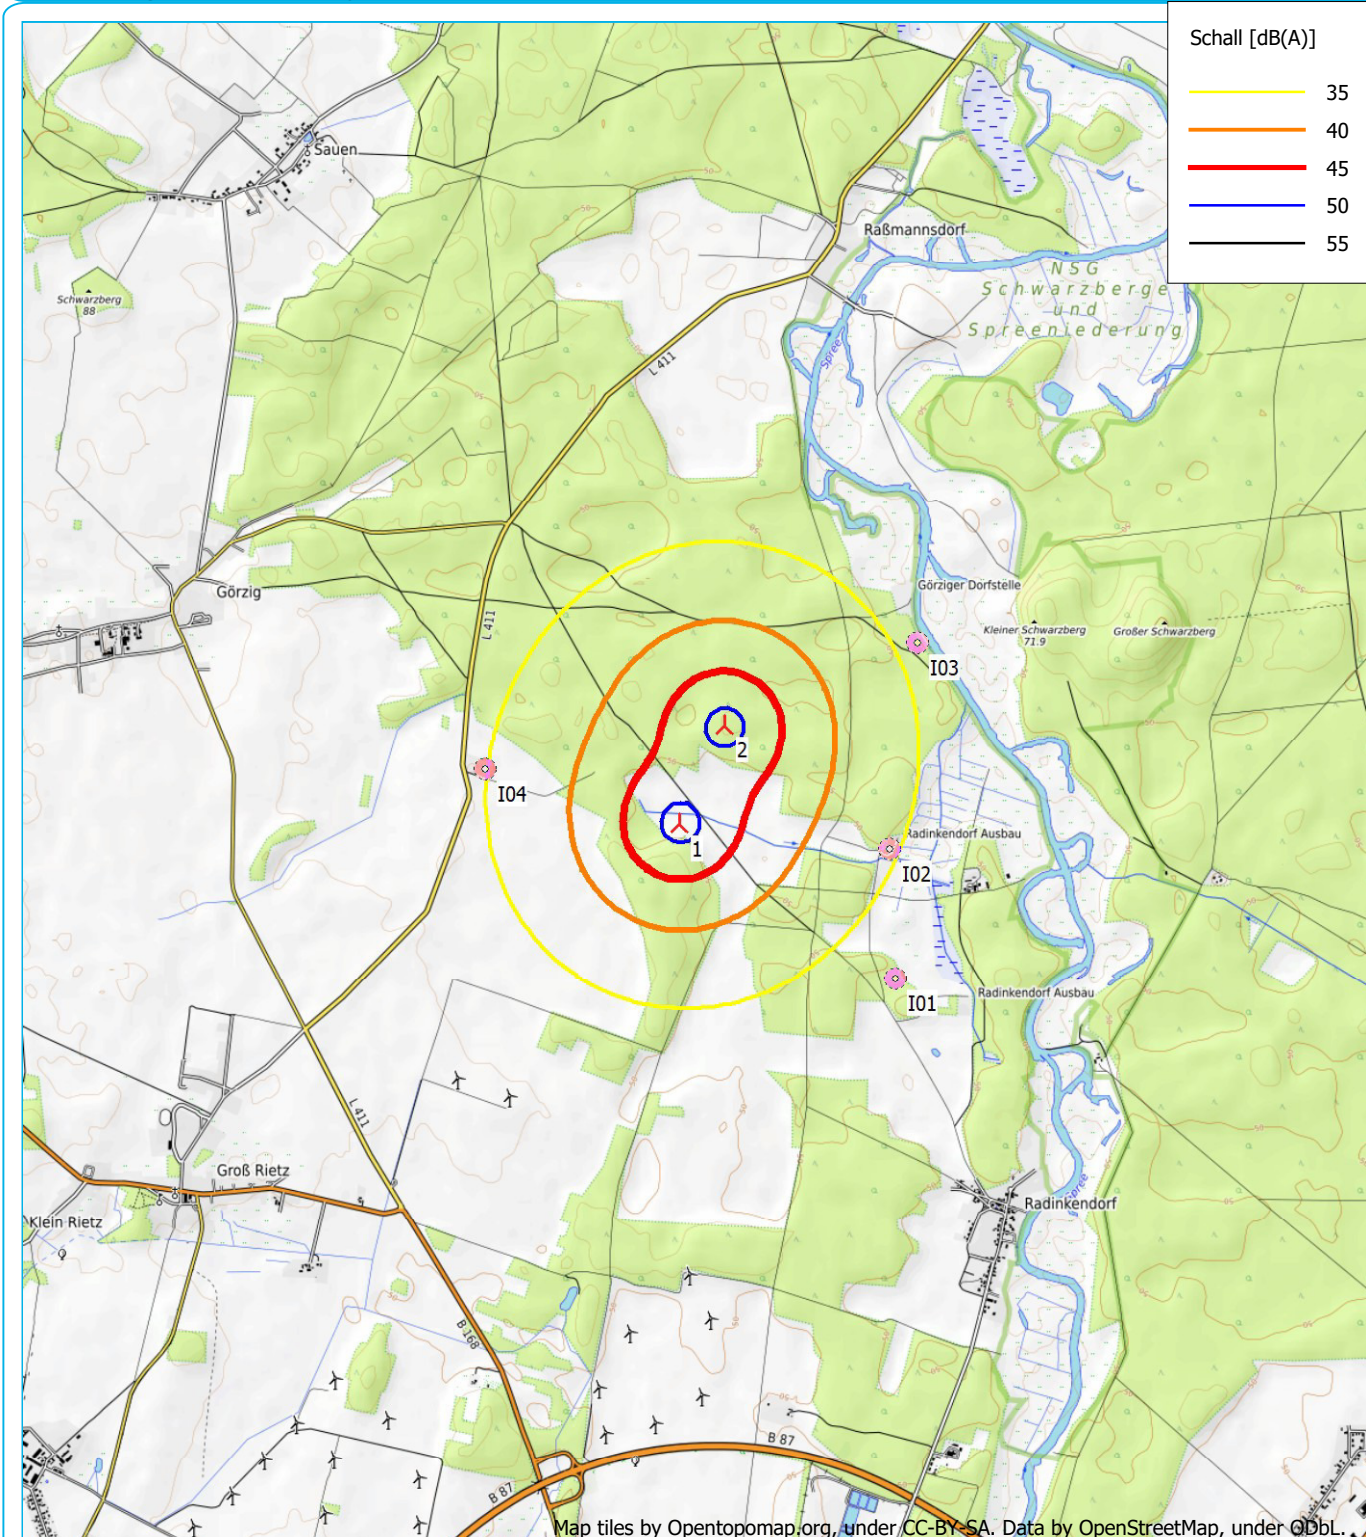 Schall [dB(A)]
35
40
45
50
55
Sauen
Raßmannsdorf
NSG
Schwarzberge
und
Spreeniederung
Schwarzberg
88
Spree
L 411
Görziger Dorfstelle
Görzig
Kleiner Schwarzberg
71.9
Großer Schwarzberg
L 411
I03
2
I04
1
Radinkendorf Ausbau
I02
Radinkendorf Ausbau
I01
L 411
Groß Rietz
Klein Rietz
Radinkendorf
Spree
B 168
B 87
B 87
Map tiles by Opentopomap.org, under CC-BY-SA. Data by OpenStreetMap, under ODbL.